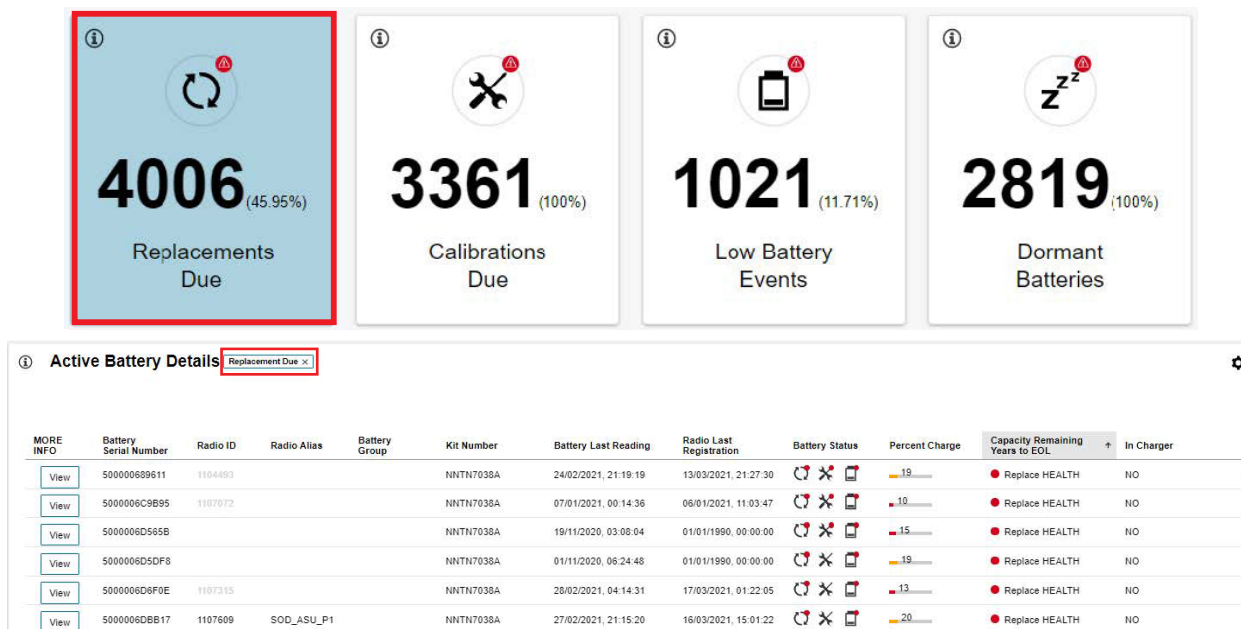 4006 (45.95%)
Replacements
Due
3361 (100%)
Calibrations
Due
1021 (11.71%)
Low Battery
Events
zzz
2819 (100%)
Dormant
Batteries
Active Battery Details Replacement Due ×
MORE INFO Battery Serial Number Radio ID Radio Alias Battery Group Kit Number Battery Last Reading Radio Last Registration Battery Status Percent Charge Capacity Remaining Years to EOL ↑ In Charger
View 500000689611 1104493 NNTN7038A 24/02/2021, 21:19:19 13/03/2021, 21:27:30 19 Replace HEALTH NO
View 5000006C9B95 1107072 NNTN7038A 07/01/2021, 00:14:36 06/01/2021, 11:03:47 10 Replace HEALTH NO
View 5000006D565B NNTN7038A 19/11/2020, 03:08:04 01/01/1990, 00:00:00 15 Replace HEALTH NO
View 5000006D5DF8 NNTN7038A 01/11/2020, 06:24:48 01/01/1990, 00:00:00 19 Replace HEALTH NO
View 5000006D6F0E 1107315 NNTN7038A 28/02/2021, 04:14:31 17/03/2021, 01:22:05 13 Replace HEALTH NO
View 5000006DBB17 1107609 SOD_ASU_P1 NNTN7038A 27/02/2021, 21:15:20 16/03/2021, 15:01:22 20 Replace HEALTH NO